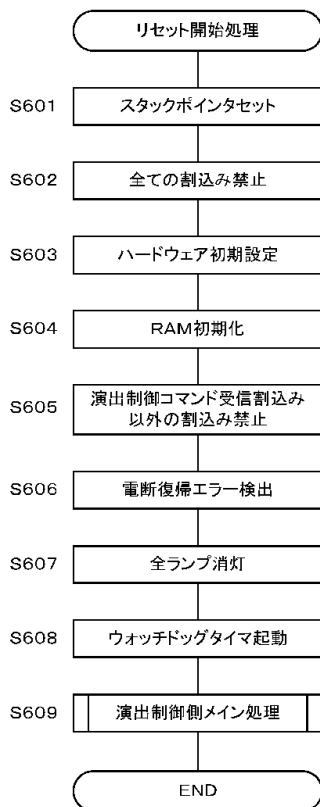 リセット開始処理
S601 スタックポインタセット
S602 全ての割込み禁止
S603 ハードウェア初期設定
S604 RAM初期化
S605 演出制御コマンド受信割込み
以外の割込み禁止
S606 電断復帰エラー検出
S607 全ランプ消灯
S608 ウォッチドッグタイマ起動
S609 演出制御側メイン処理
END